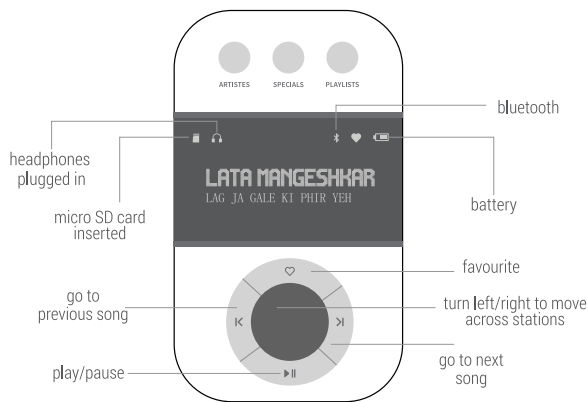 ARTISTES SPECIALS PLAYLISTS
bluetooth
headphones
plugged in
LATA MANGESHKAR
LAG JA GALE KI PHIR YEH
battery
micro SD card
inserted
favourite
go to
previous song
turn left/right to move
across stations
go to next
song
play/pause